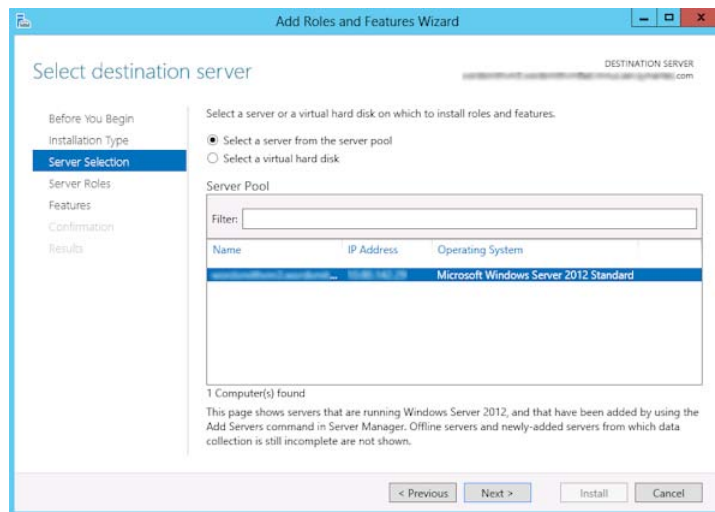 Add Roles and Features Wizard
Select destination server
DESTINATION SERVER
.com
Before You Begin
Installation Type
Server Selection
Server Roles
Features
Confirmation
Results
Select a server or a virtual hard disk on which to install roles and features.
Select a server from the server pool
Select a virtual hard disk
Server Pool
Filter:
Name IP Address Operating System
Microsoft Windows Server 2012 Standard
1 Computer(s) found
This page shows servers that are running Windows Server 2012, and that have been added by using the
Add Servers command in Server Manager. Offline servers and newly-added servers from which data
collection is still incomplete are not shown.
< Previous Next > Install Cancel